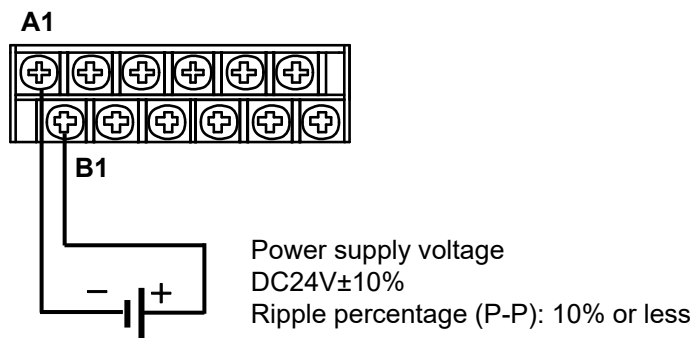 A1
B1
− +
Power supply voltage
DC24V±10%
Ripple percentage (P-P): 10% or less